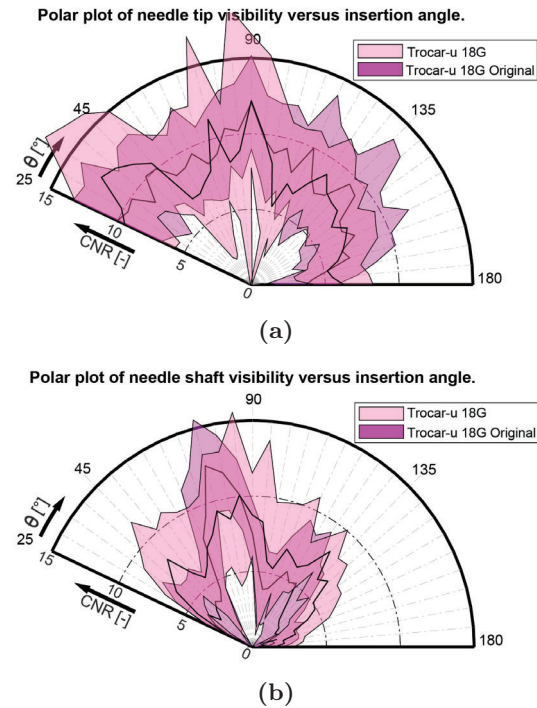 Polar plot of needle tip visibility versus insertion angle.
90
Trocar-u 18G
Trocar-u 18G Original
45
135
θ [°]
25
15
10
CNR [-]
5
0
180
(a)
Polar plot of needle shaft visibility versus insertion angle.
90
Trocar-u 18G
Trocar-u 18G Original
45
135
θ [°]
25
15
10
CNR [-]
5
0
180
(b)